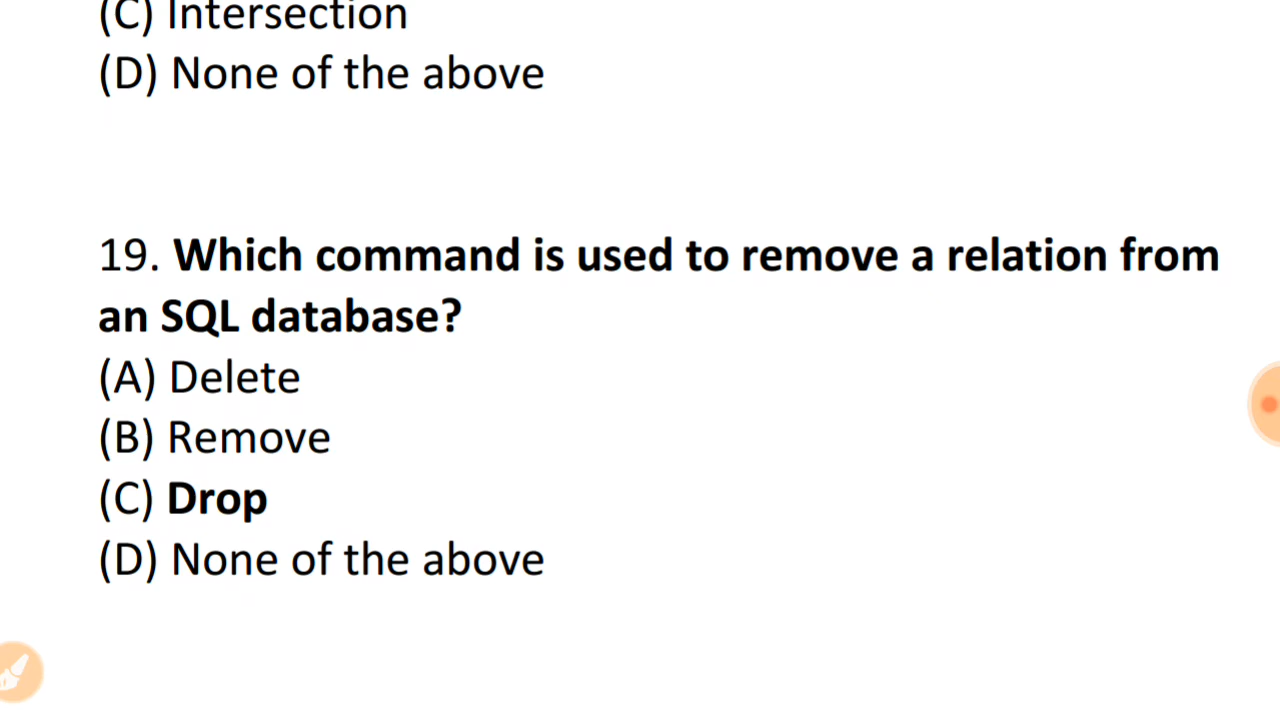 (C) Intersection
(D) None of the above
19. Which command is used to remove a relation from
an SQL database?
(A) Delete
(B) Remove
(C) Drop
(D) None of the above